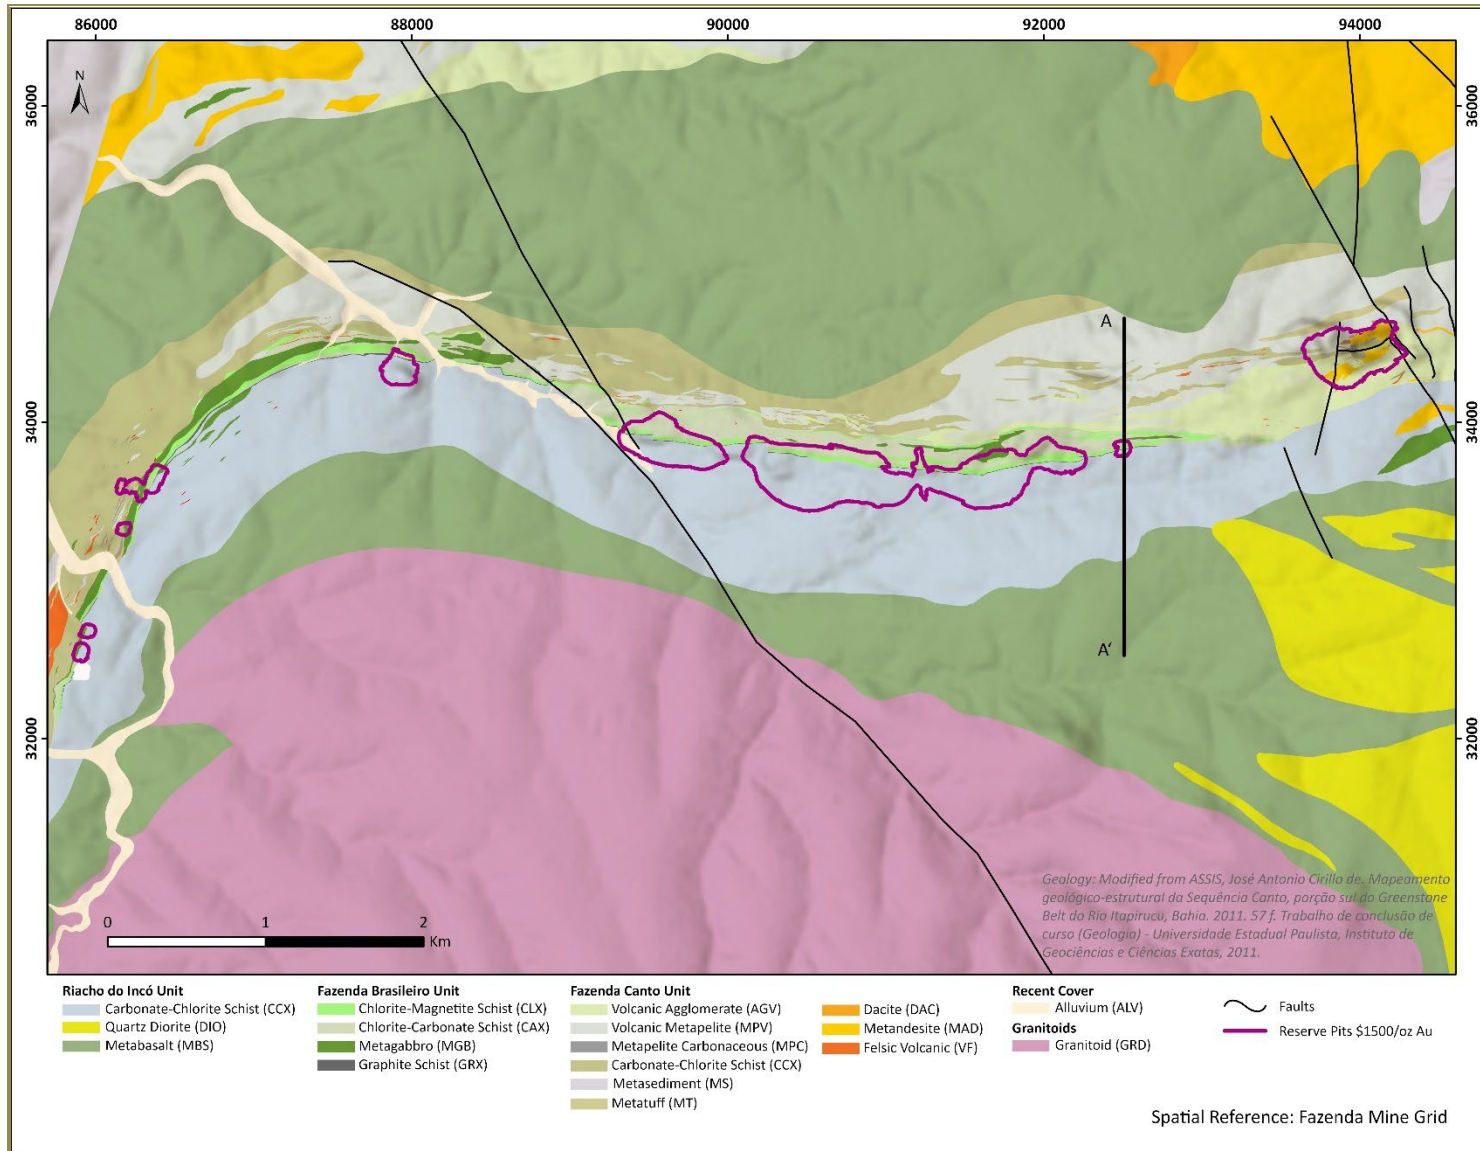 86000
88000
90000
92000
94000
N
36000
36000
34000
34000
32000
32000
A
A'
Geology: Modified from ASSIS, José Antonio Cirillo de. Mapeamento
geológico-estrutural da Sequência Canto, porção sul do Greenstone
Belt do Rio Itapirucu, Bahia. 2011. 57 f. Trabalho de conclusão de
curso (Geologia) - Universidade Estadual Paulista, Instituto de
Geociências e Ciências Exatas, 2011.
0 1 2
Km
Riacho do Incó Unit
Carbonate-Chlorite Schist (CCX)
Quartz Diorite (DIO)
Metabasalt (MBS)
Fazenda Brasileiro Unit
Chlorite-Magnetite Schist (CLX)
Chlorite-Carbonate Schist (CAX)
Metagabbro (MGB)
Graphite Schist (GRX)
Fazenda Canto Unit
Volcanic Agglomerate (AGV)
Volcanic Metapelite (MPV)
Metapelite Carbonaceous (MPC)
Carbonate-Chlorite Schist (CCX)
Metasediment (MS)
Metatuff (MT)
Dacite (DAC)
Metandesite (MAD)
Felsic Volcanic (VF)
Recent Cover
Alluvium (ALV)
Granitoids
Granitoid (GRD)
Faults
Reserve Pits $1500/oz Au
Spatial Reference: Fazenda Mine Grid